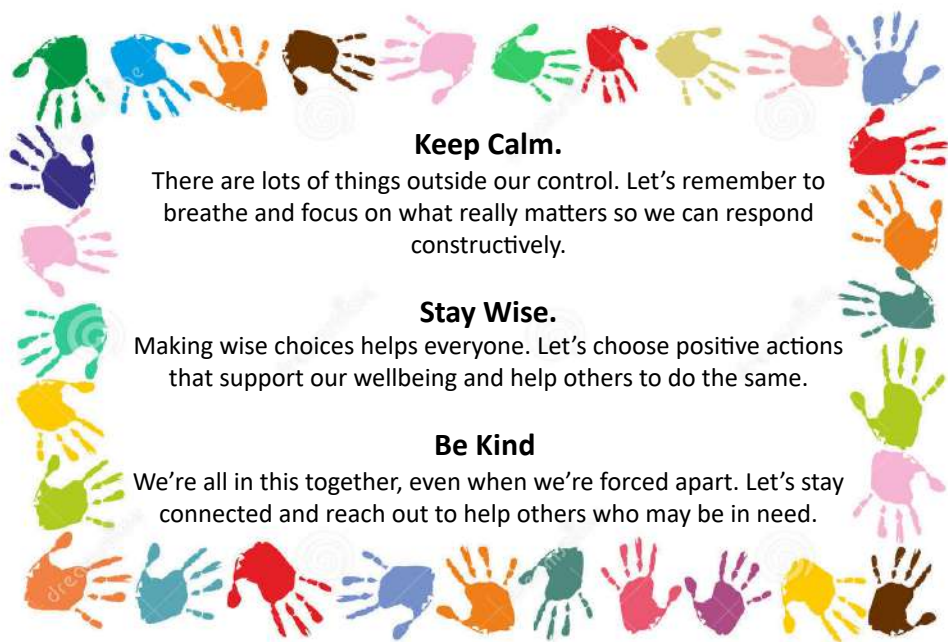 Keep Calm.
There are lots of things outside our control. Let’s remember to
breathe and focus on what really matters so we can respond
constructively.
Stay Wise.
Making wise choices helps everyone. Let’s choose positive actions
that support our wellbeing and help others to do the same.
Be Kind
We’re all in this together, even when we’re forced apart. Let’s stay
connected and reach out to help others who may be in need.